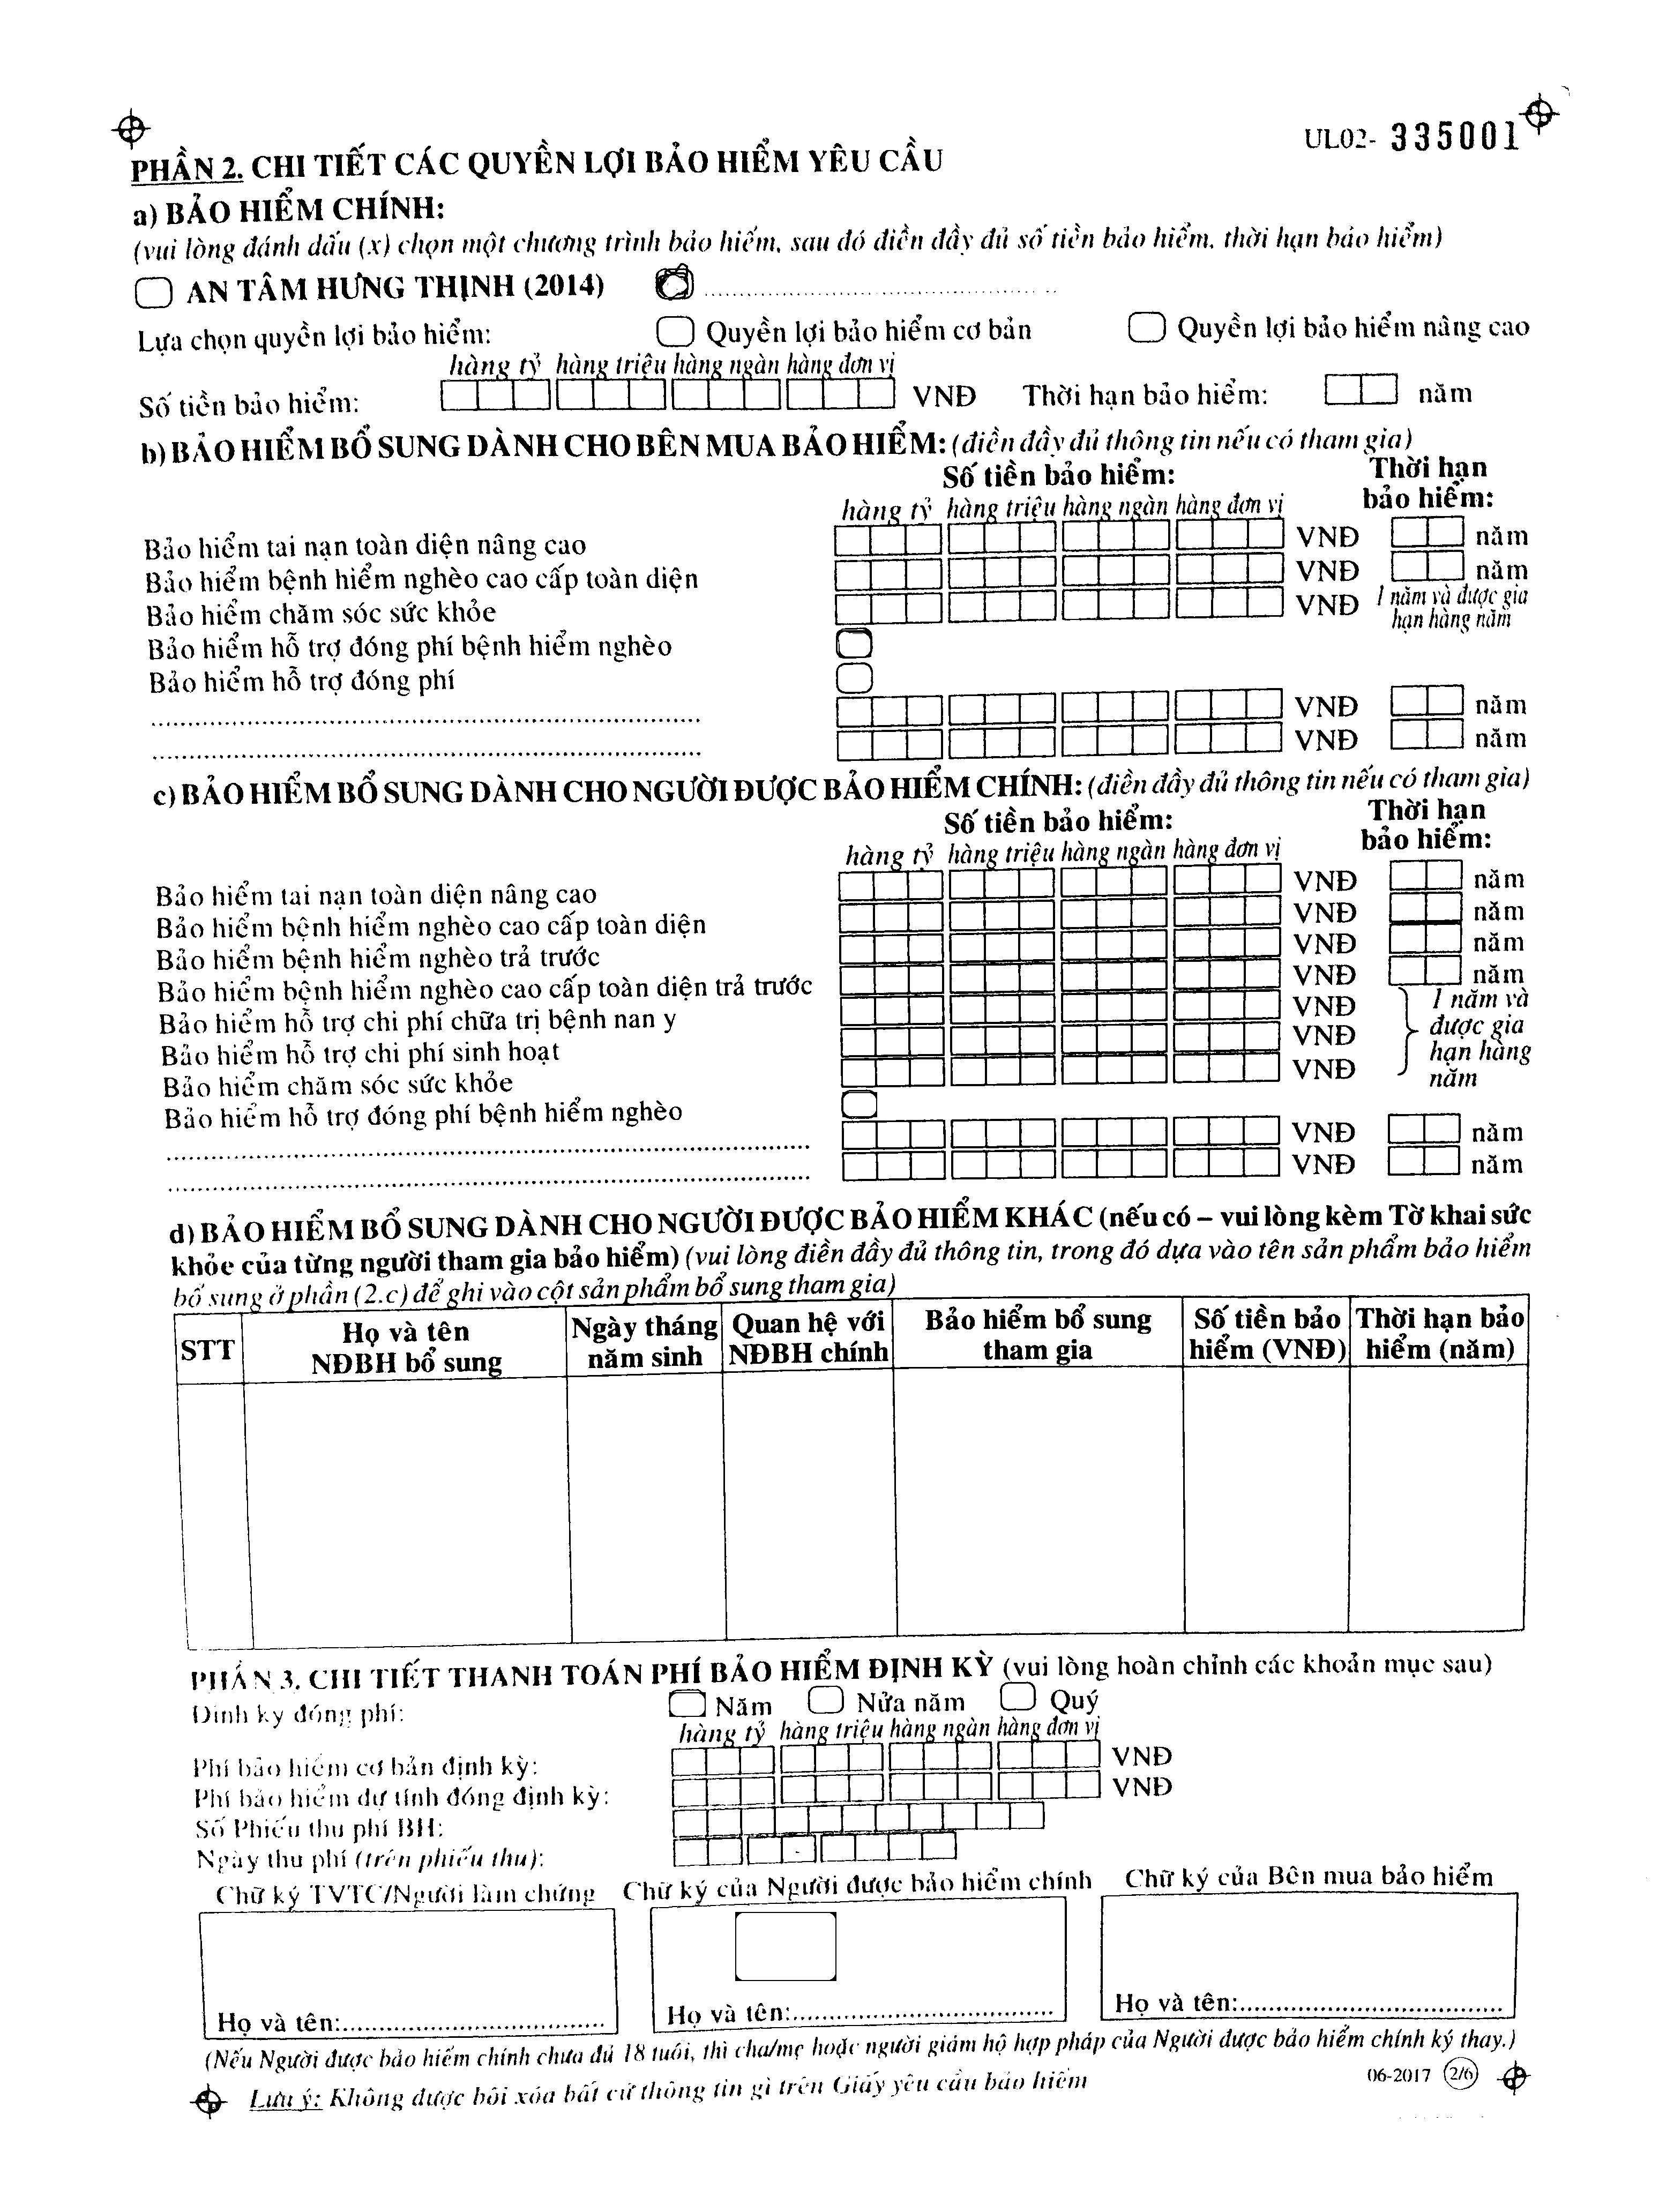 UL02- 335001
PHẦN 2. CHI TIẾT CÁC QUYỀN LỢI BẢO HIỂM YÊU CẦU
a) BẢO HIỂM CHÍNH:
(vui lòng đánh dấu (x) chọn một chương trình bảo hiểm, sau đó điền đầy đủ số tiền bảo hiểm, thời hạn bảo hiểm)
AN TÂM HƯNG THỊNH (2014) ........................................
Lựa chọn quyền lợi bảo hiểm: Quyền lợi bảo hiểm cơ bản Quyền lợi bảo hiểm nâng cao
hàng tỷ hàng triệu hàng ngàn hàng đơn vị
Số tiền bảo hiểm: VNĐ Thời hạn bảo hiểm: năm
b) BẢO HIỂM BỔ SUNG DÀNH CHO BÊN MUA BẢO HIỂM: (điền đầy đủ thông tin nếu có tham gia)
Số tiền bảo hiểm: Thời hạn
hàng tỷ hàng triệu hàng ngàn hàng đơn vị bảo hiểm:
Bảo hiểm tai nạn toàn diện nâng cao VNĐ năm
Bảo hiểm bệnh hiểm nghèo cao cấp toàn diện VNĐ năm
Bảo hiểm chăm sóc sức khỏe VNĐ 1 năm và được gia
hạn hàng năm
Bảo hiểm hỗ trợ đóng phí bệnh hiểm nghèo
Bảo hiểm hỗ trợ đóng phí
........................................ VNĐ năm
........................................ VNĐ năm
c) BẢO HIỂM BỔ SUNG DÀNH CHO NGƯỜI ĐƯỢC BẢO HIỂM CHÍNH: (điền đầy đủ thông tin nếu có tham gia)
Số tiền bảo hiểm: Thời hạn
hàng tỷ hàng triệu hàng ngàn hàng đơn vị bảo hiểm:
Bảo hiểm tai nạn toàn diện nâng cao VNĐ năm
Bảo hiểm bệnh hiểm nghèo cao cấp toàn diện VNĐ năm
Bảo hiểm bệnh hiểm nghèo trả trước VNĐ năm
Bảo hiểm bệnh hiểm nghèo cao cấp toàn diện trả trước VNĐ năm
Bảo hiểm hỗ trợ chi phí chữa trị bệnh nan y VNĐ 1 năm và
Bảo hiểm hỗ trợ chi phí sinh hoạt VNĐ được gia
Bảo hiểm chăm sóc sức khỏe VNĐ hạn hàng
năm
Bảo hiểm hỗ trợ đóng phí bệnh hiểm nghèo
........................................ VNĐ năm
........................................ VNĐ năm
d) BẢO HIỂM BỔ SUNG DÀNH CHO NGƯỜI ĐƯỢC BẢO HIỂM KHÁC (nếu có – vui lòng kèm Tờ khai sức
khỏe của từng người tham gia bảo hiểm) (vui lòng điền đầy đủ thông tin, trong đó dựa vào tên sản phẩm bảo hiểm
bổ sung ở phần (2.c) để ghi vào cột sản phẩm bổ sung tham gia)
STT Họ và tên NĐBH bổ sung Ngày tháng năm sinh Quan hệ với NĐBH chính Bảo hiểm bổ sung tham gia Số tiền bảo hiểm (VNĐ) Thời hạn bảo hiểm (năm)
PHẦN 3. CHI TIẾT THANH TOÁN PHÍ BẢO HIỂM ĐỊNH KỲ (vui lòng hoàn chỉnh các khoản mục sau)
Định kỳ đóng phí: Năm Nửa năm Quý
hàng tỷ hàng triệu hàng ngàn hàng đơn vị
Phí bảo hiểm cơ bản định kỳ: VNĐ
Phí bảo hiểm dự tính đóng định kỳ: VNĐ
Số Phiếu thu phí BH:
Ngày thu phí (trên phiếu thu):
Chữ ký TVTC/Người làm chứng Chữ ký của Người được bảo hiểm chính Chữ ký của Bên mua bảo hiểm
Họ và tên:.................................... Họ và tên:.................................... Họ và tên:....................................
(Nếu Người được bảo hiểm chính chưa đủ 18 tuổi, thì cha/mẹ hoặc người giám hộ hợp pháp của Người được bảo hiểm chính ký thay.)
Lưu ý: Không được bôi xóa bất cứ thông tin gì trên Giấy yêu cầu bảo hiểm 06-2017 2/6